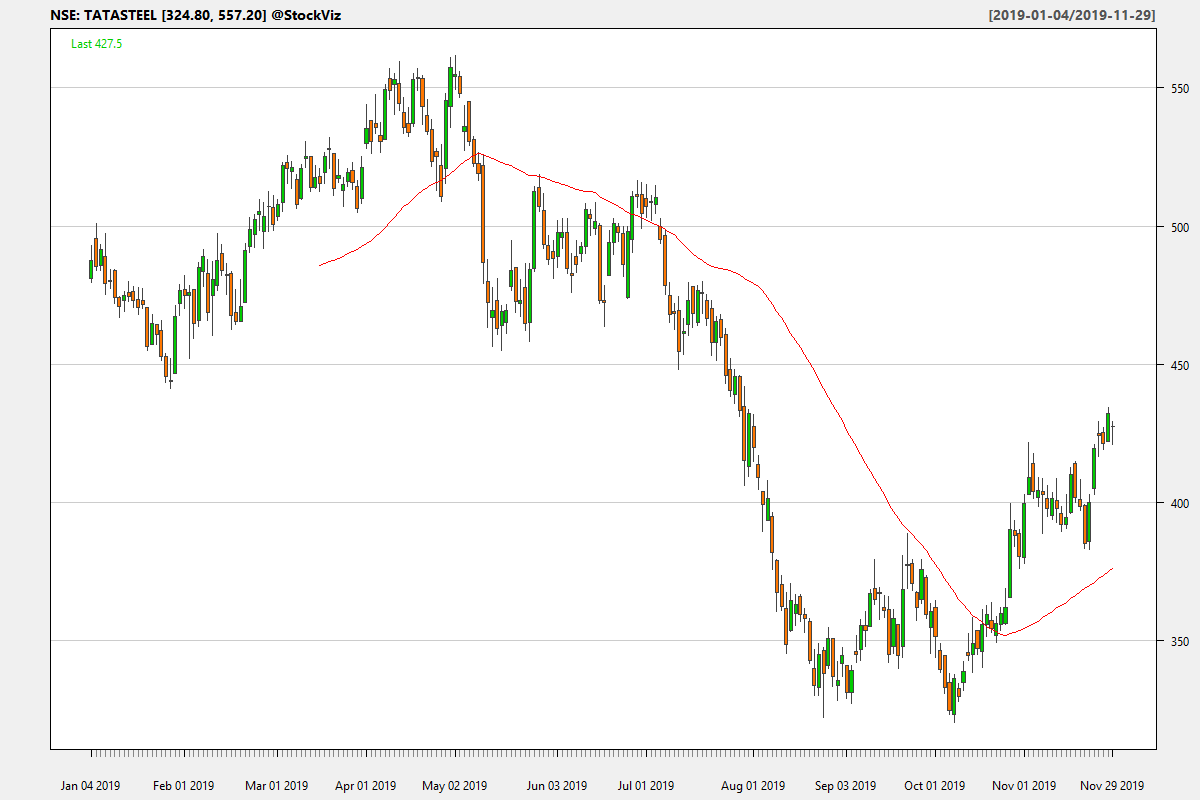 NSE: TATASTEEL [324.80, 557.20] @StockViz
[2019-01-04/2019-11-29]
Last 427.5
550
500
450
400
350
Jan 04 2019 Feb 01 2019 Mar 01 2019 Apr 01 2019 May 02 2019 Jun 03 2019 Jul 01 2019 Aug 01 2019 Sep 03 2019 Oct 01 2019 Nov 01 2019 Nov 29 2019